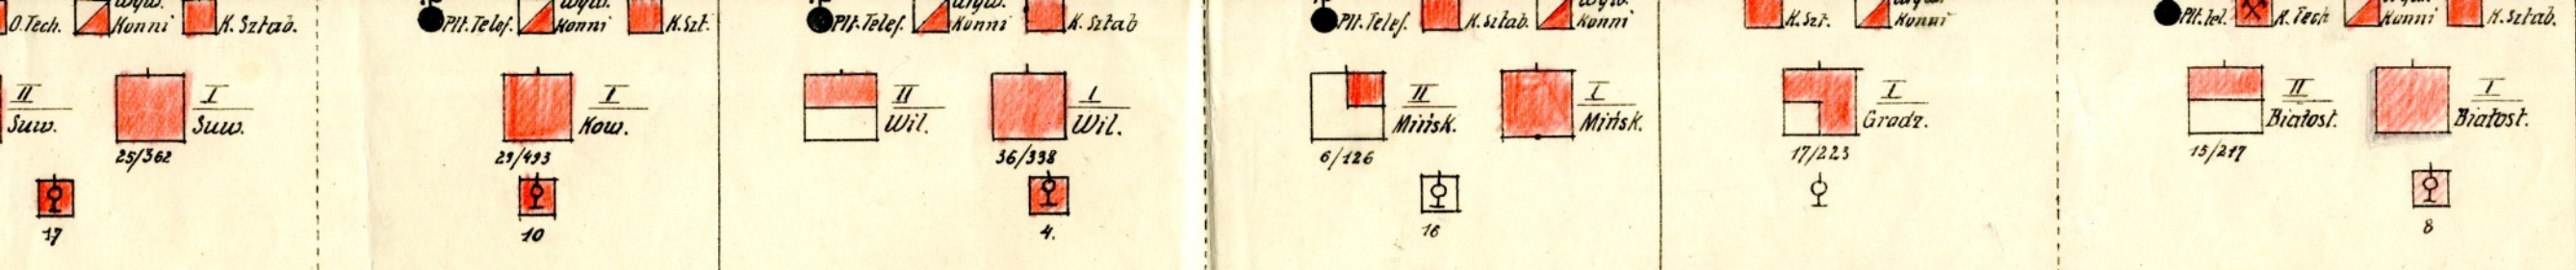 O.Tech. Konni K. Sztab. Plt.Telef. Konni K.Szt. Plt.Telef. Konni K. Sztab Plt.Telef. K.Sztab. Konni K.Szt. Konni Plt.tel. K.Tech Konni K.Sztab.
II I I II I II I I II I
Suw. Suw. Kow. Wil. Wil. Mińsk. Mińsk. Grodz. Białost. Białost.
25/362 29/493 36/338 6/126 17/223 15/217
17 10 4. 16 8